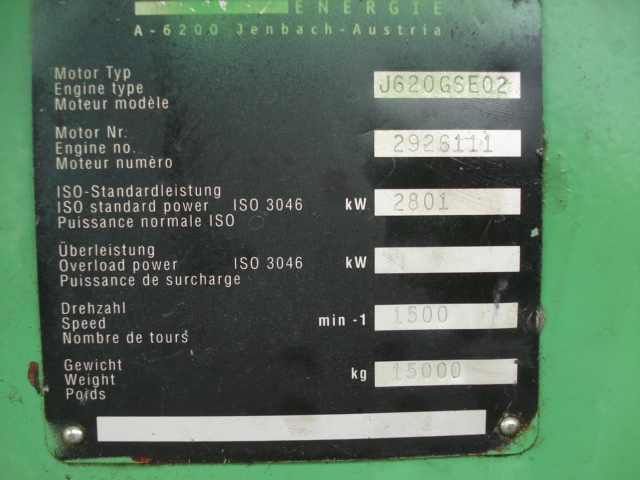 ENERGIE
A-6200 Jenbach-Austria
Motor Typ
Engine type J620GSE02
Moteur modèle
Motor Nr.
Engine no. 2926111
Moteur numèro
ISO-Standardleistung
ISO standard power ISO 3046 kW 2801
Puissance normale ISO
Überleistung
Overload power ISO 3046 kW
Puissance de surcharge
Drehzahl
Speed min -1 1500
Nombre de tours
Gewicht
Weight kg 15000
Poids